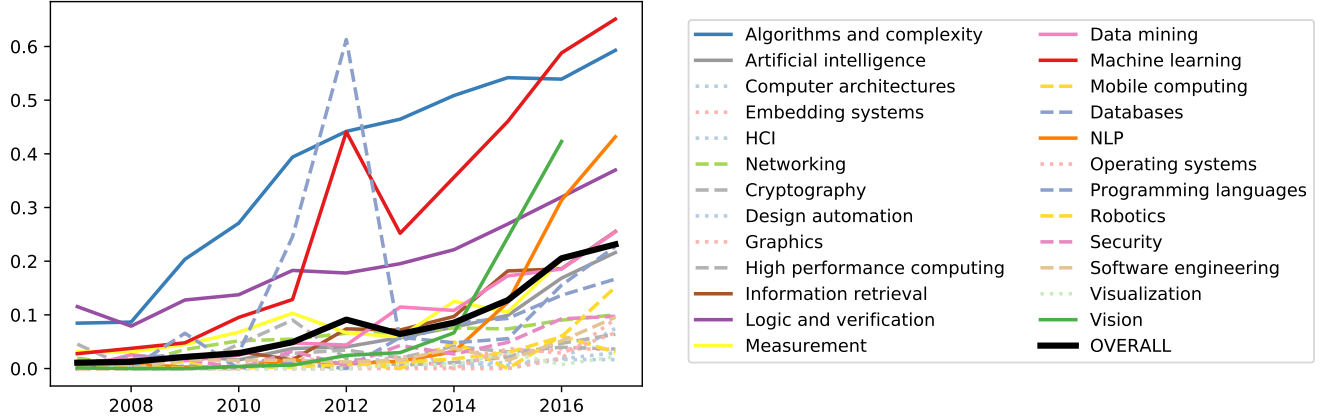 0.6
0.5
0.4
0.3
0.2
0.1
0.0
2008 2010 2012 2014 2016
Algorithms and complexity
Artificial intelligence
Computer architectures
Embedding systems
HCI
Networking
Cryptography
Design automation
Graphics
High performance computing
Information retrieval
Logic and verification
Measurement
Data mining
Machine learning
Mobile computing
Databases
NLP
Operating systems
Programming languages
Robotics
Security
Software engineering
Visualization
Vision
OVERALL